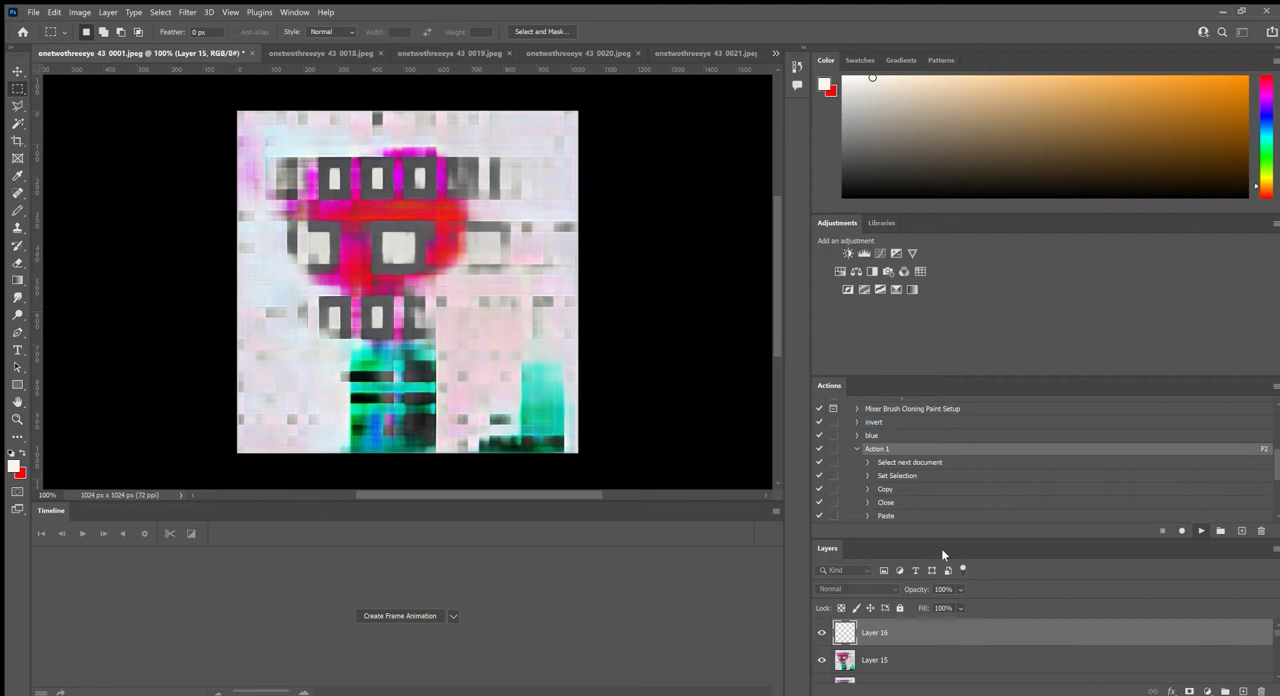 Ps File Edit Image Layer Type Select Filter 3D View Plugins Window Help
Feather: 0 px Anti-alias Style: Normal Width: Height: Select and Mask...
onetwothreeeye 43 0001.jpeg @ 100% (Layer 15, RGB/8#) * × onetwothreeeye 43 0018.jpeg × onetwothreeeye 43 0019.jpeg × onetwothreeeye 43 0020.jpeg × onetwothreeeye 43 0021.jpeg
Color Swatches Gradients Patterns
Adjustments Libraries
Add an adjustment
Actions
Mixer Brush Cloning Paint Setup
invert
blue
Action 1 F2
Select next document
Set Selection
Copy
Close
Paste
100% 1024 px x 1024 px (72 ppi)
Timeline
Create Frame Animation
Layers
Kind
Normal Opacity: 100%
Lock: Fill: 100%
Layer 16
Layer 15